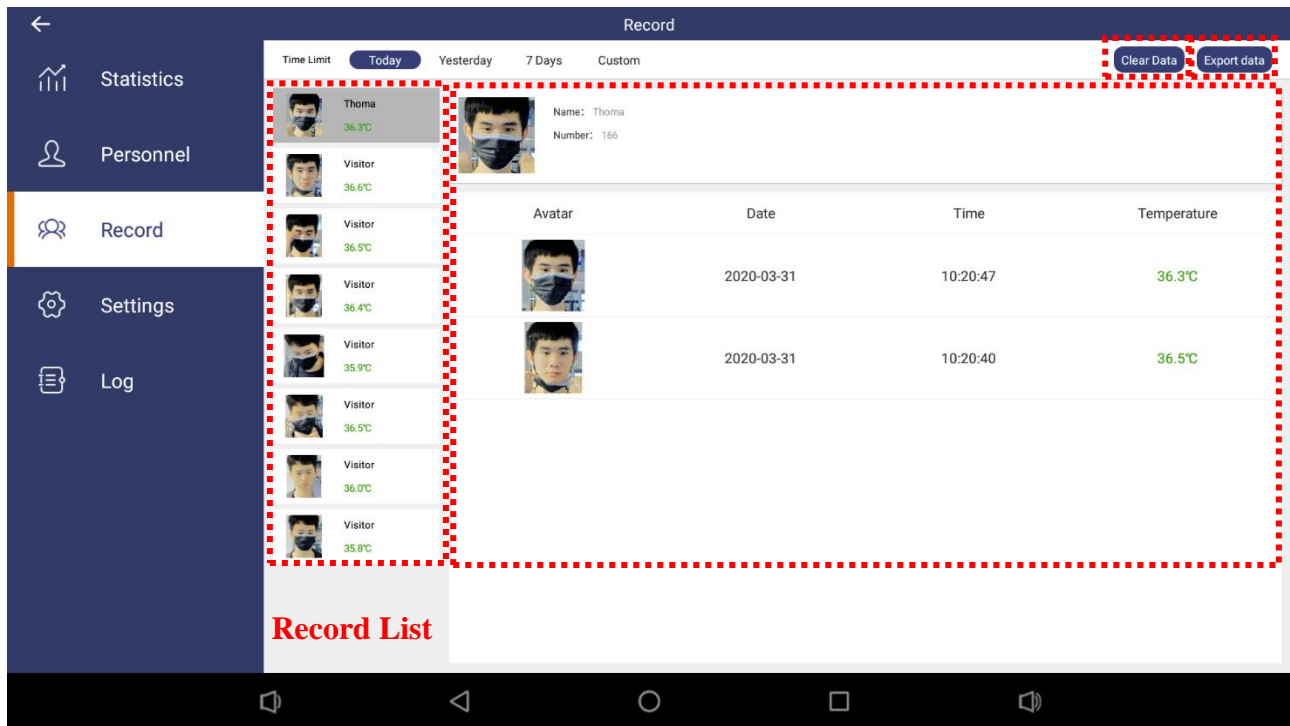 Record
Statistics
Personnel
Record
Settings
Log
Time Limit Today Yesterday 7 Days Custom Clear Data Export data
Thoma
36.3℃
Visitor
36.6℃
Visitor
36.5℃
Visitor
36.4℃
Visitor
35.9℃
Visitor
36.5℃
Visitor
36.0℃
Visitor
35.8℃
Record List
Name: Thoma
Number: 166
Avatar Date Time Temperature
2020-03-31 10:20:47 36.3℃
2020-03-31 10:20:40 36.5℃